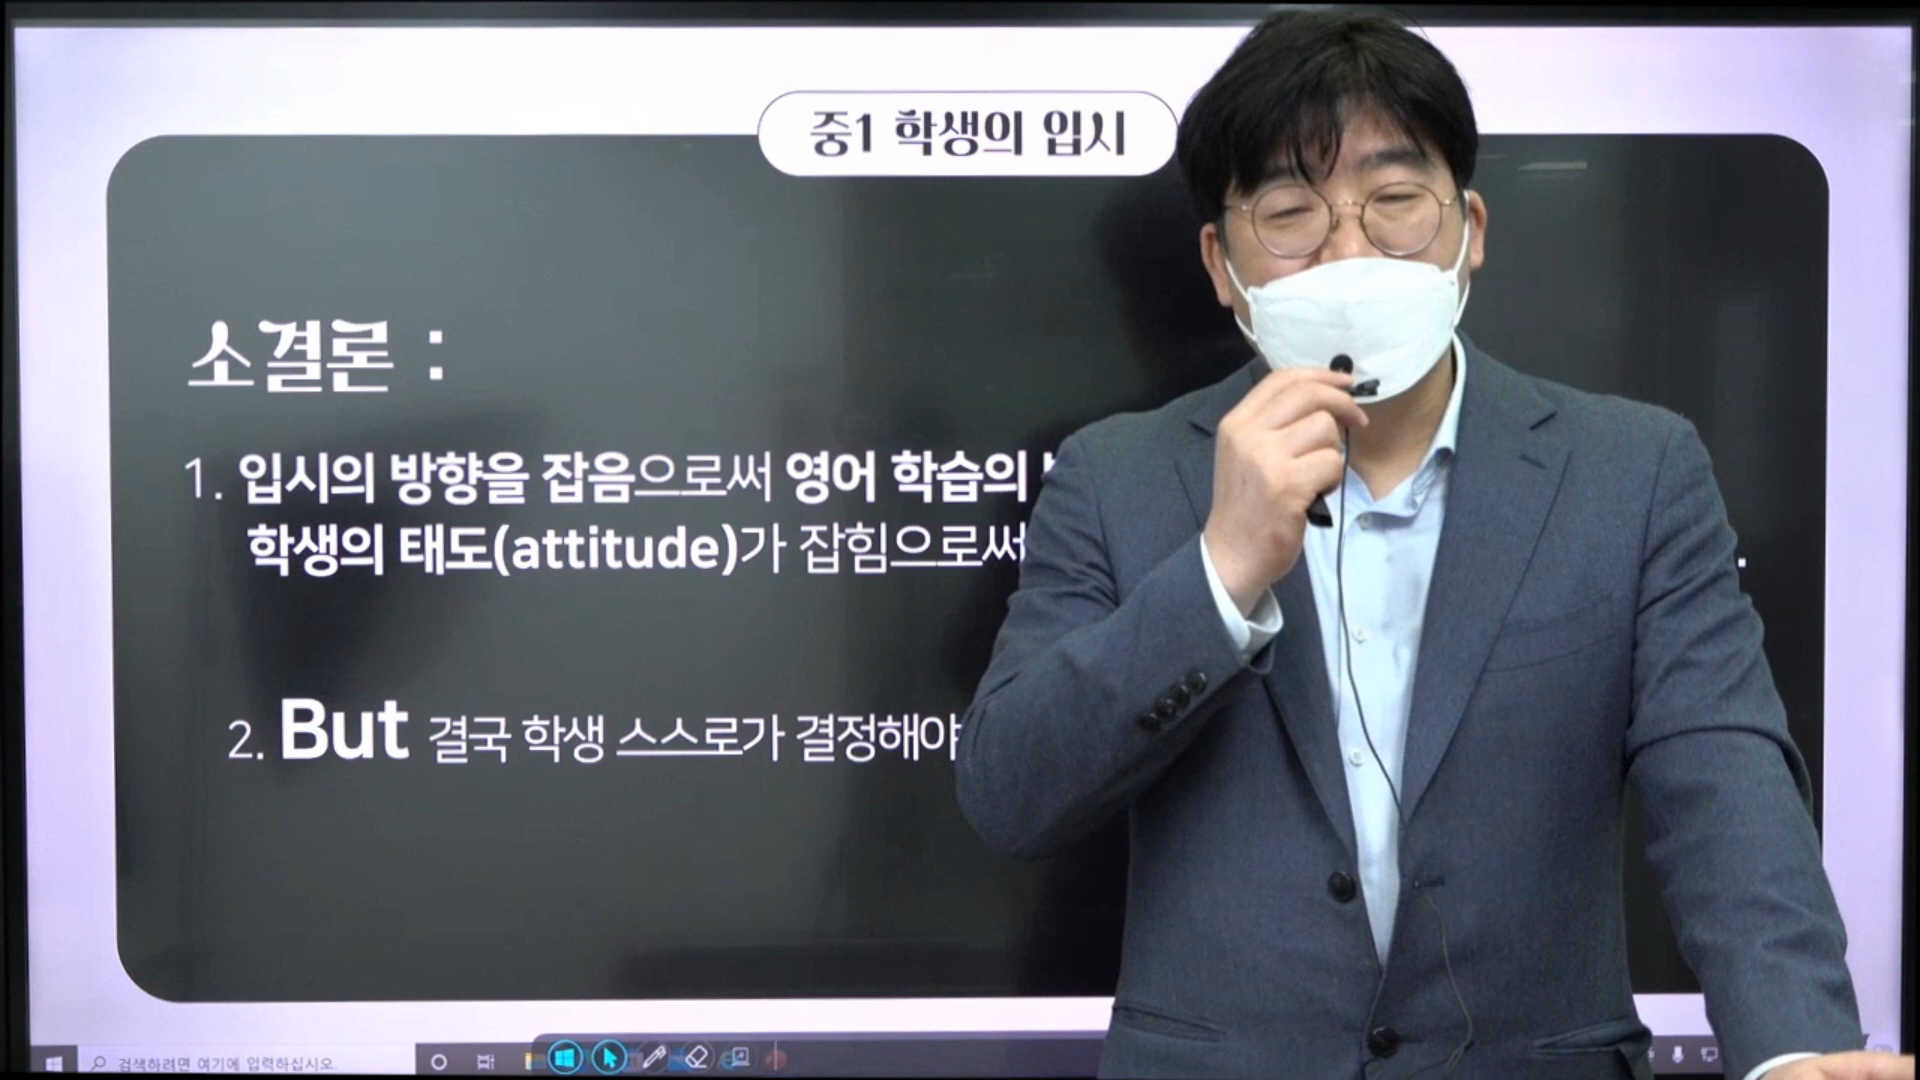 중1 학생의 입시
소결론 :
1. 입시의 방향을 잡음으로써 영어 학습의
학생의 태도(attitude)가 잡힘으로써
2. But 결국 학생 스스로가 결정해야
검색하려면 여기에 입력하십시오.